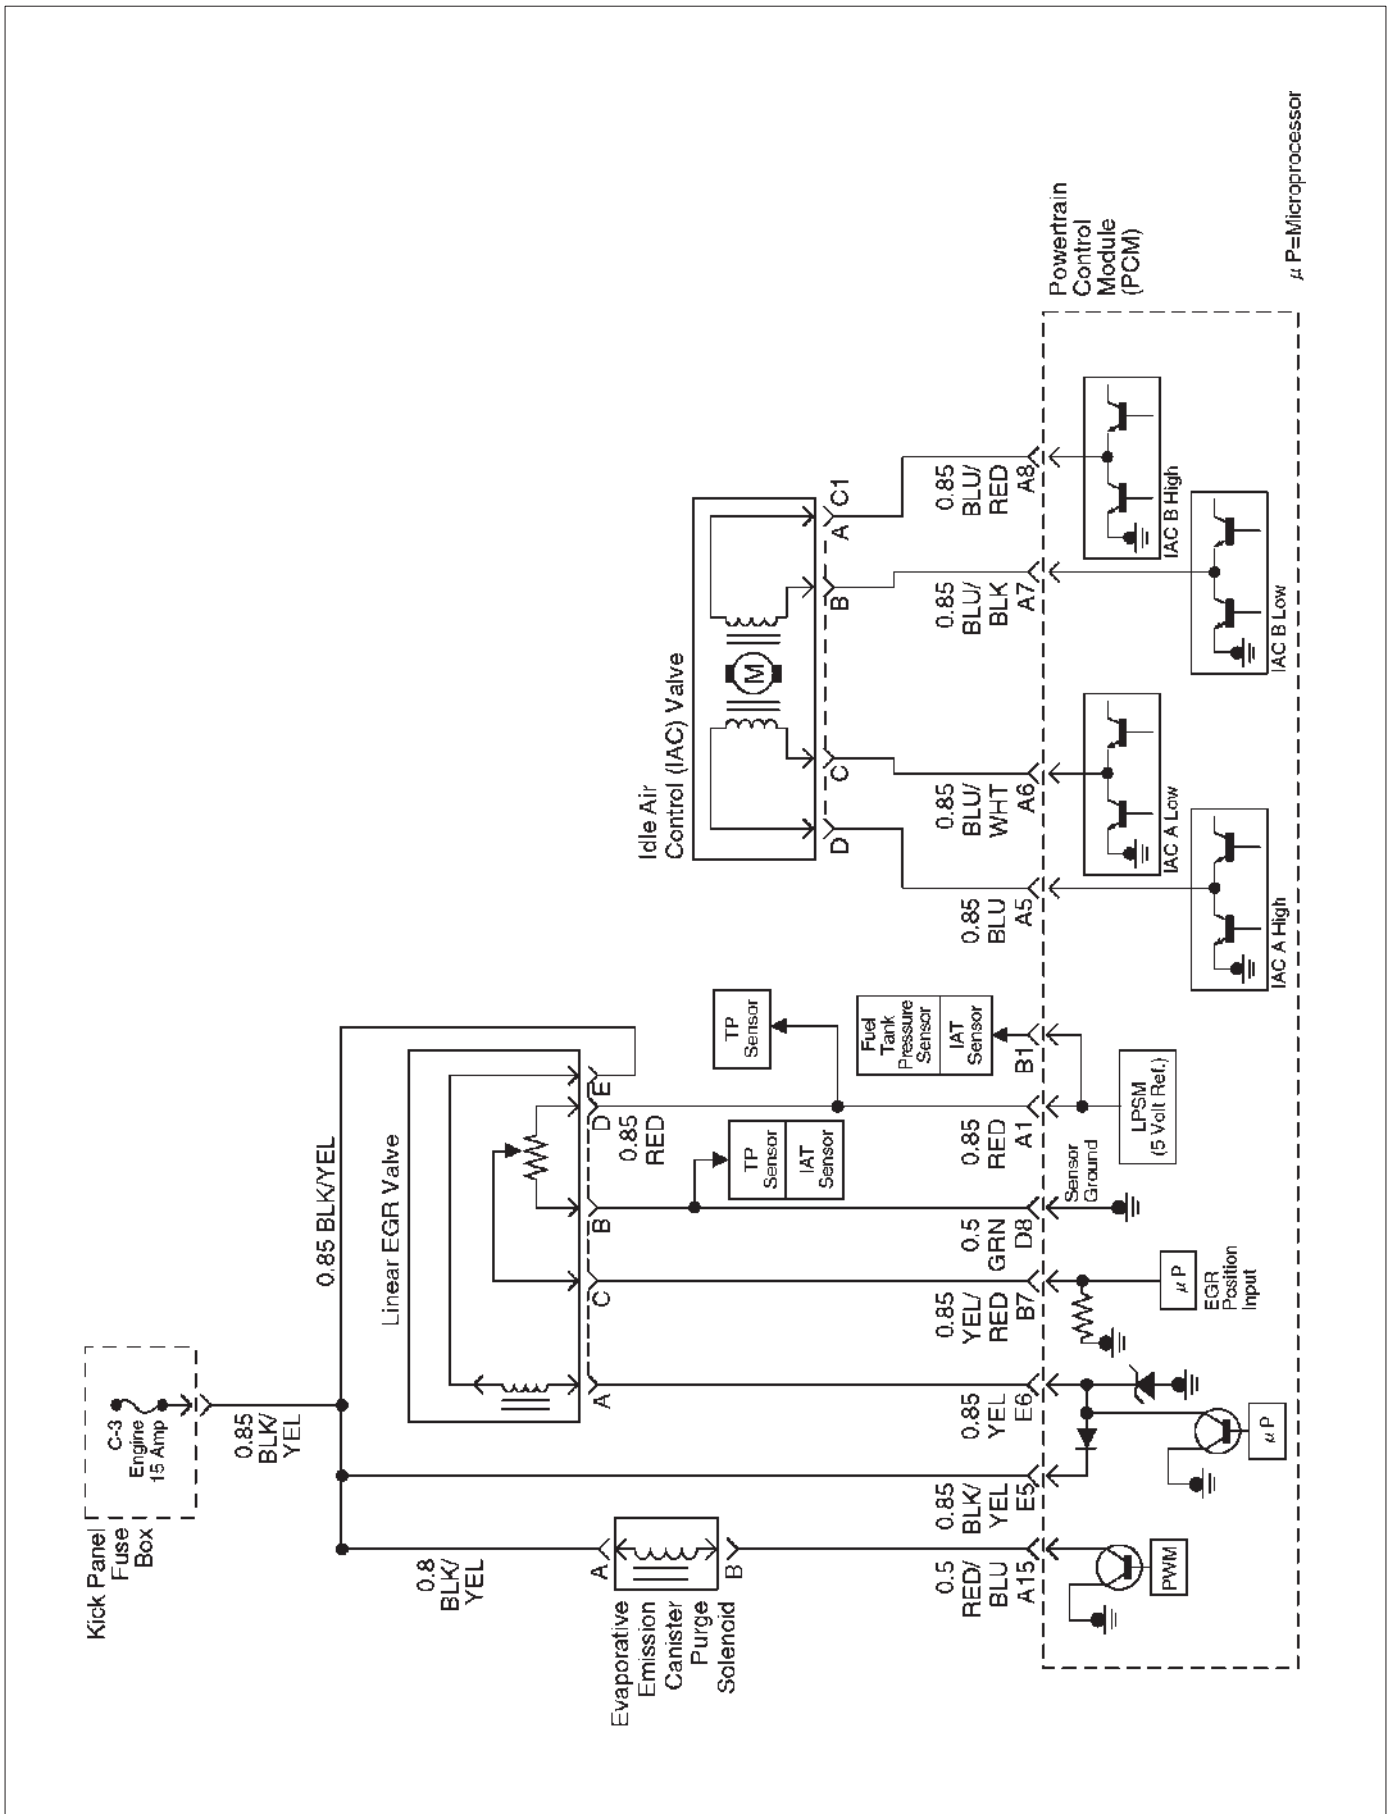 Kick Panel
Fuse
Box
C-3
Engine
15 Amp
0.85
BLK/
YEL
0.85 BLK/YEL
0.8
BLK/
YEL
Linear EGR Valve
A
C
B
D
E
0.85
RED
Evaporative
Emission
Canister
Purge
Solenoid
A
B
TP
Sensor
IAT
Sensor
TP
Sensor
Fuel
Tank
Pressure
Sensor
IAT
Sensor
Idle Air
Control (IAC) Valve
M
D
C
B
A
C1
0.5
RED/
BLU
A15
0.85
BLK/
YEL
E5
0.85
YEL
E6
0.85
YEL/
RED
B7
0.5
GRN
D8
0.85
RED
A1
B1
0.85
BLU
A5
0.85
BLU/
WHT
A6
0.85
BLU/
BLK
A7
0.85
BLU/
RED
A8
Powertrain
Control
Module
(PCM)
PWM
μP
μP
EGR
Position
Input
Sensor
Ground
LPSM
(5 Volt Ref.)
IAC A High
IAC A Low
IAC B Low
IAC B High
μP=Microprocessor